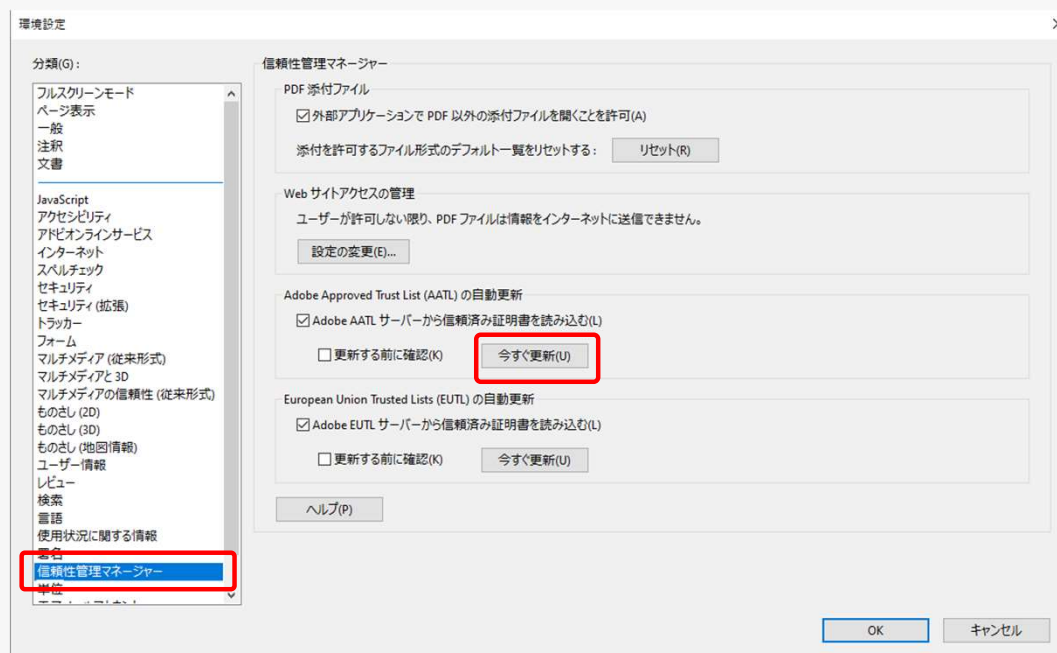 環境設定
分類(G):
フルスクリーンモード
ページ表示
一般
注釈
文書
JavaScript
アクセシビリティ
アドビオンラインサービス
インターネット
スペルチェック
セキュリティ
セキュリティ (拡張)
トラッカー
フォーム
マルチメディア (従来形式)
マルチメディアと 3D
マルチメディアの信頼性 (従来形式)
ものさし (2D)
ものさし (3D)
ものさし (地図情報)
ユーザー情報
レビュー
検索
言語
使用状況に関する情報
署名
信頼性管理マネージャー
単位
信頼性管理マネージャー
PDF 添付ファイル
外部アプリケーションで PDF 以外の添付ファイルを開くことを許可(A)
添付を許可するファイル形式のデフォルト一覧をリセットする: リセット(R)
Web サイトアクセスの管理
ユーザーが許可しない限り、PDF ファイルは情報をインターネットに送信できません。
設定の変更(E)...
Adobe Approved Trust List (AATL) の自動更新
Adobe AATL サーバーから信頼済み証明書を読み込む(L)
更新する前に確認(K) 今すぐ更新(U)
European Union Trusted Lists (EUTL) の自動更新
Adobe EUTL サーバーから信頼済み証明書を読み込む(L)
更新する前に確認(K) 今すぐ更新(U)
ヘルプ(P)
OK キャンセル